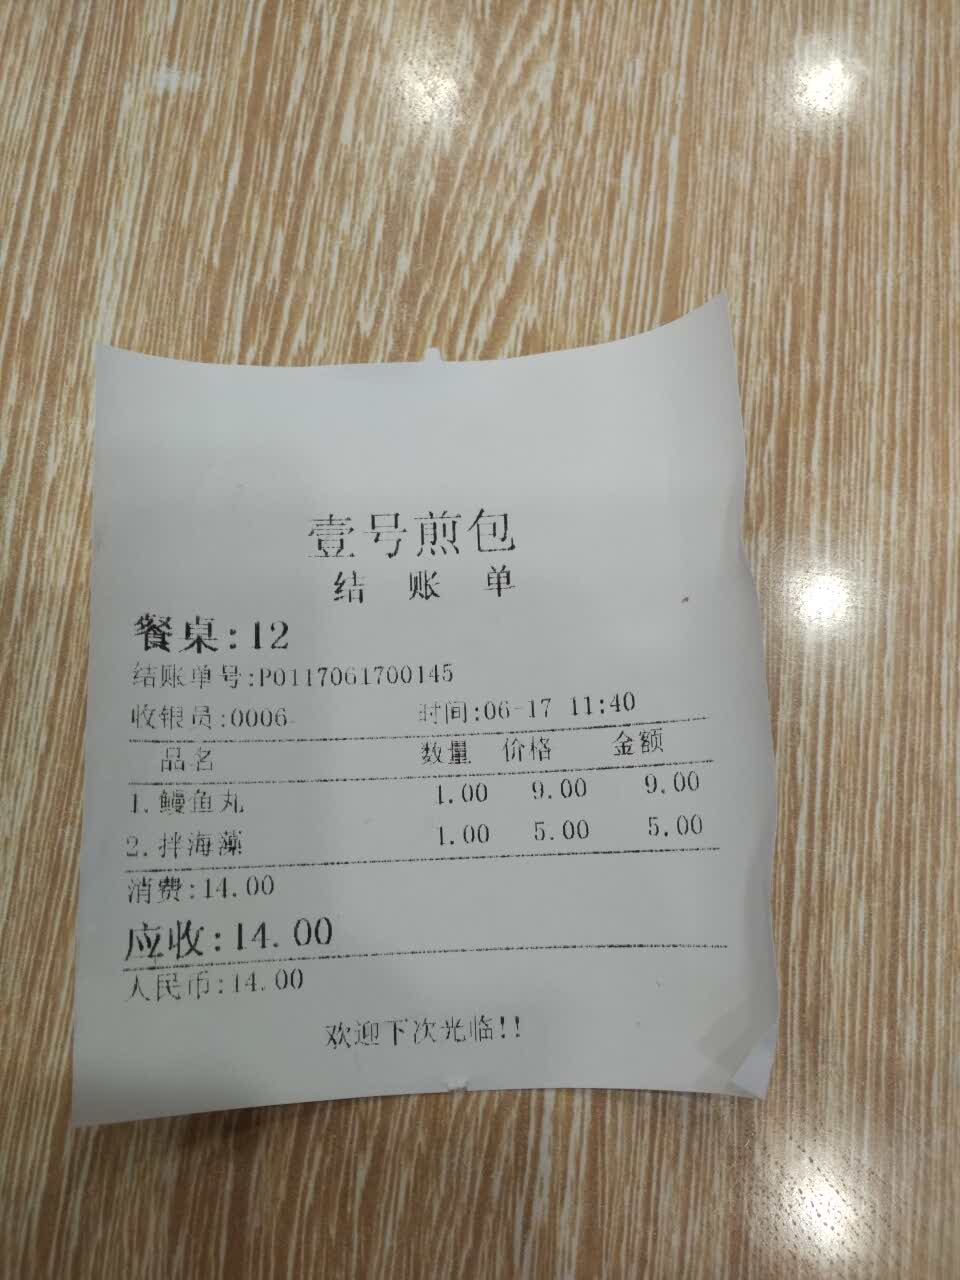 壹号煎包
结 账 单
餐桌:12
结账单号:P0117061700145
收银员:0006 时间:06-17 11:40
品名 数量 价格 金额
1.鳗鱼丸 1.00 9.00 9.00
2.拌海藻 1.00 5.00 5.00
消费:14.00
应收:14.00
人民币:14.00
欢迎下次光临!!